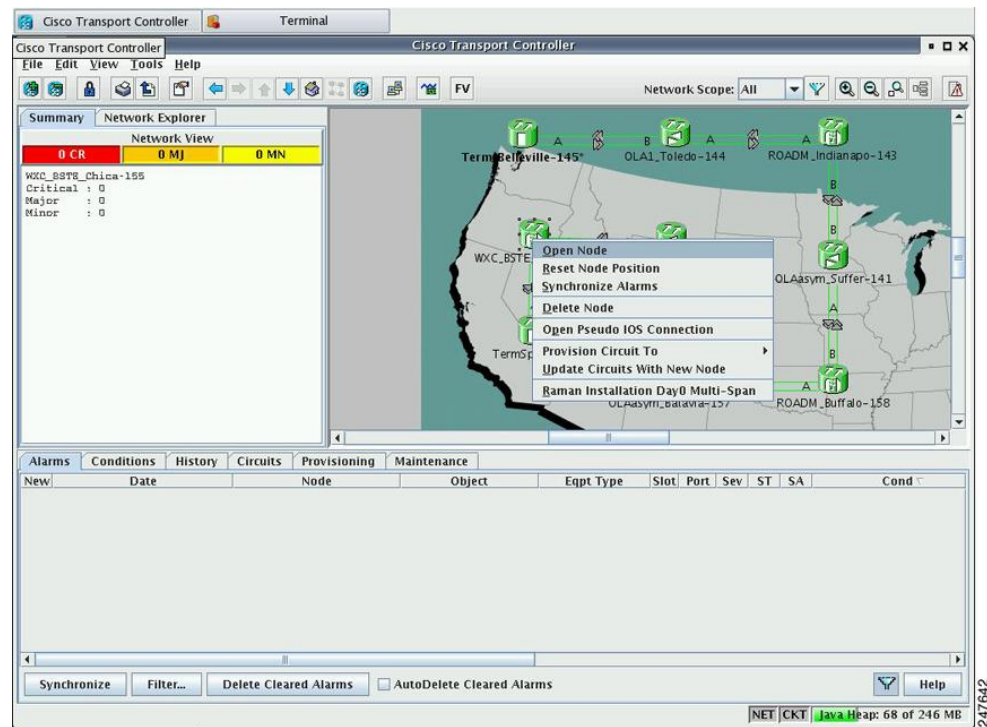 Cisco Transport Controller
Terminal
Cisco Transport Controller
Cisco Transport Controller
File Edit View Tools Help
FV
Network Scope: All
Summary
Network Explorer
Network View
0 CR 0 MJ 0 MN
WXC_BSTE_Chica-155
Critical : 0
Major : 0
Minor : 0
TermBelleville-145*
A
B
OLA1_Toledo-144
A
A
ROADM_Indianapo-143
B
B
WXC_BSTE
OLAasym_Suffer-141
A
B
TermSp
A
OLAasym_Batavia-157
ROADM_Buffalo-158
Open Node
Reset Node Position
Synchronize Alarms
Delete Node
Open Pseudo IOS Connection
Provision Circuit To
Update Circuits With New Node
Raman Installation Day0 Multi-Span
Alarms Conditions History Circuits Provisioning Maintenance
New Date Node Object Eqpt Type Slot Port Sev ST SA Cond
Synchronize
Filter...
Delete Cleared Alarms
AutoDelete Cleared Alarms
Help
NET CKT Java Heap: 68 of 246 MB
247642